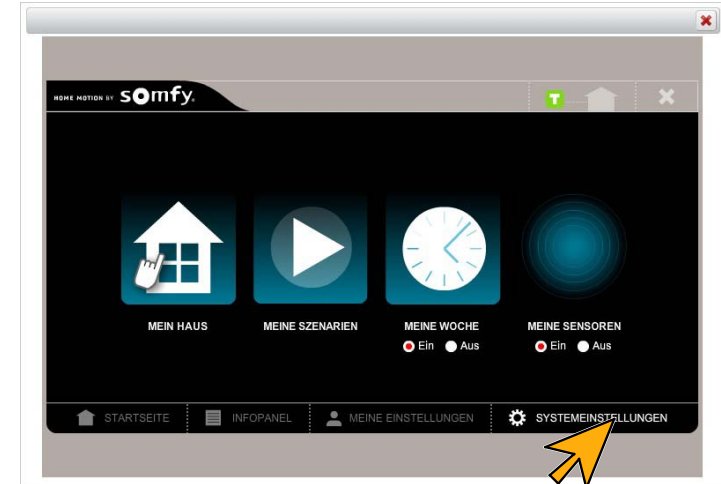 HOME MOTION BY somfy.
T
MEIN HAUS
MEINE SZENARIEN
MEINE WOCHE
MEINE SENSOREN
Ein Aus
Ein Aus
STARTSEITE
INFOPANEL
MEINE EINSTELLUNGEN
SYSTEMEINSTELLUNGEN